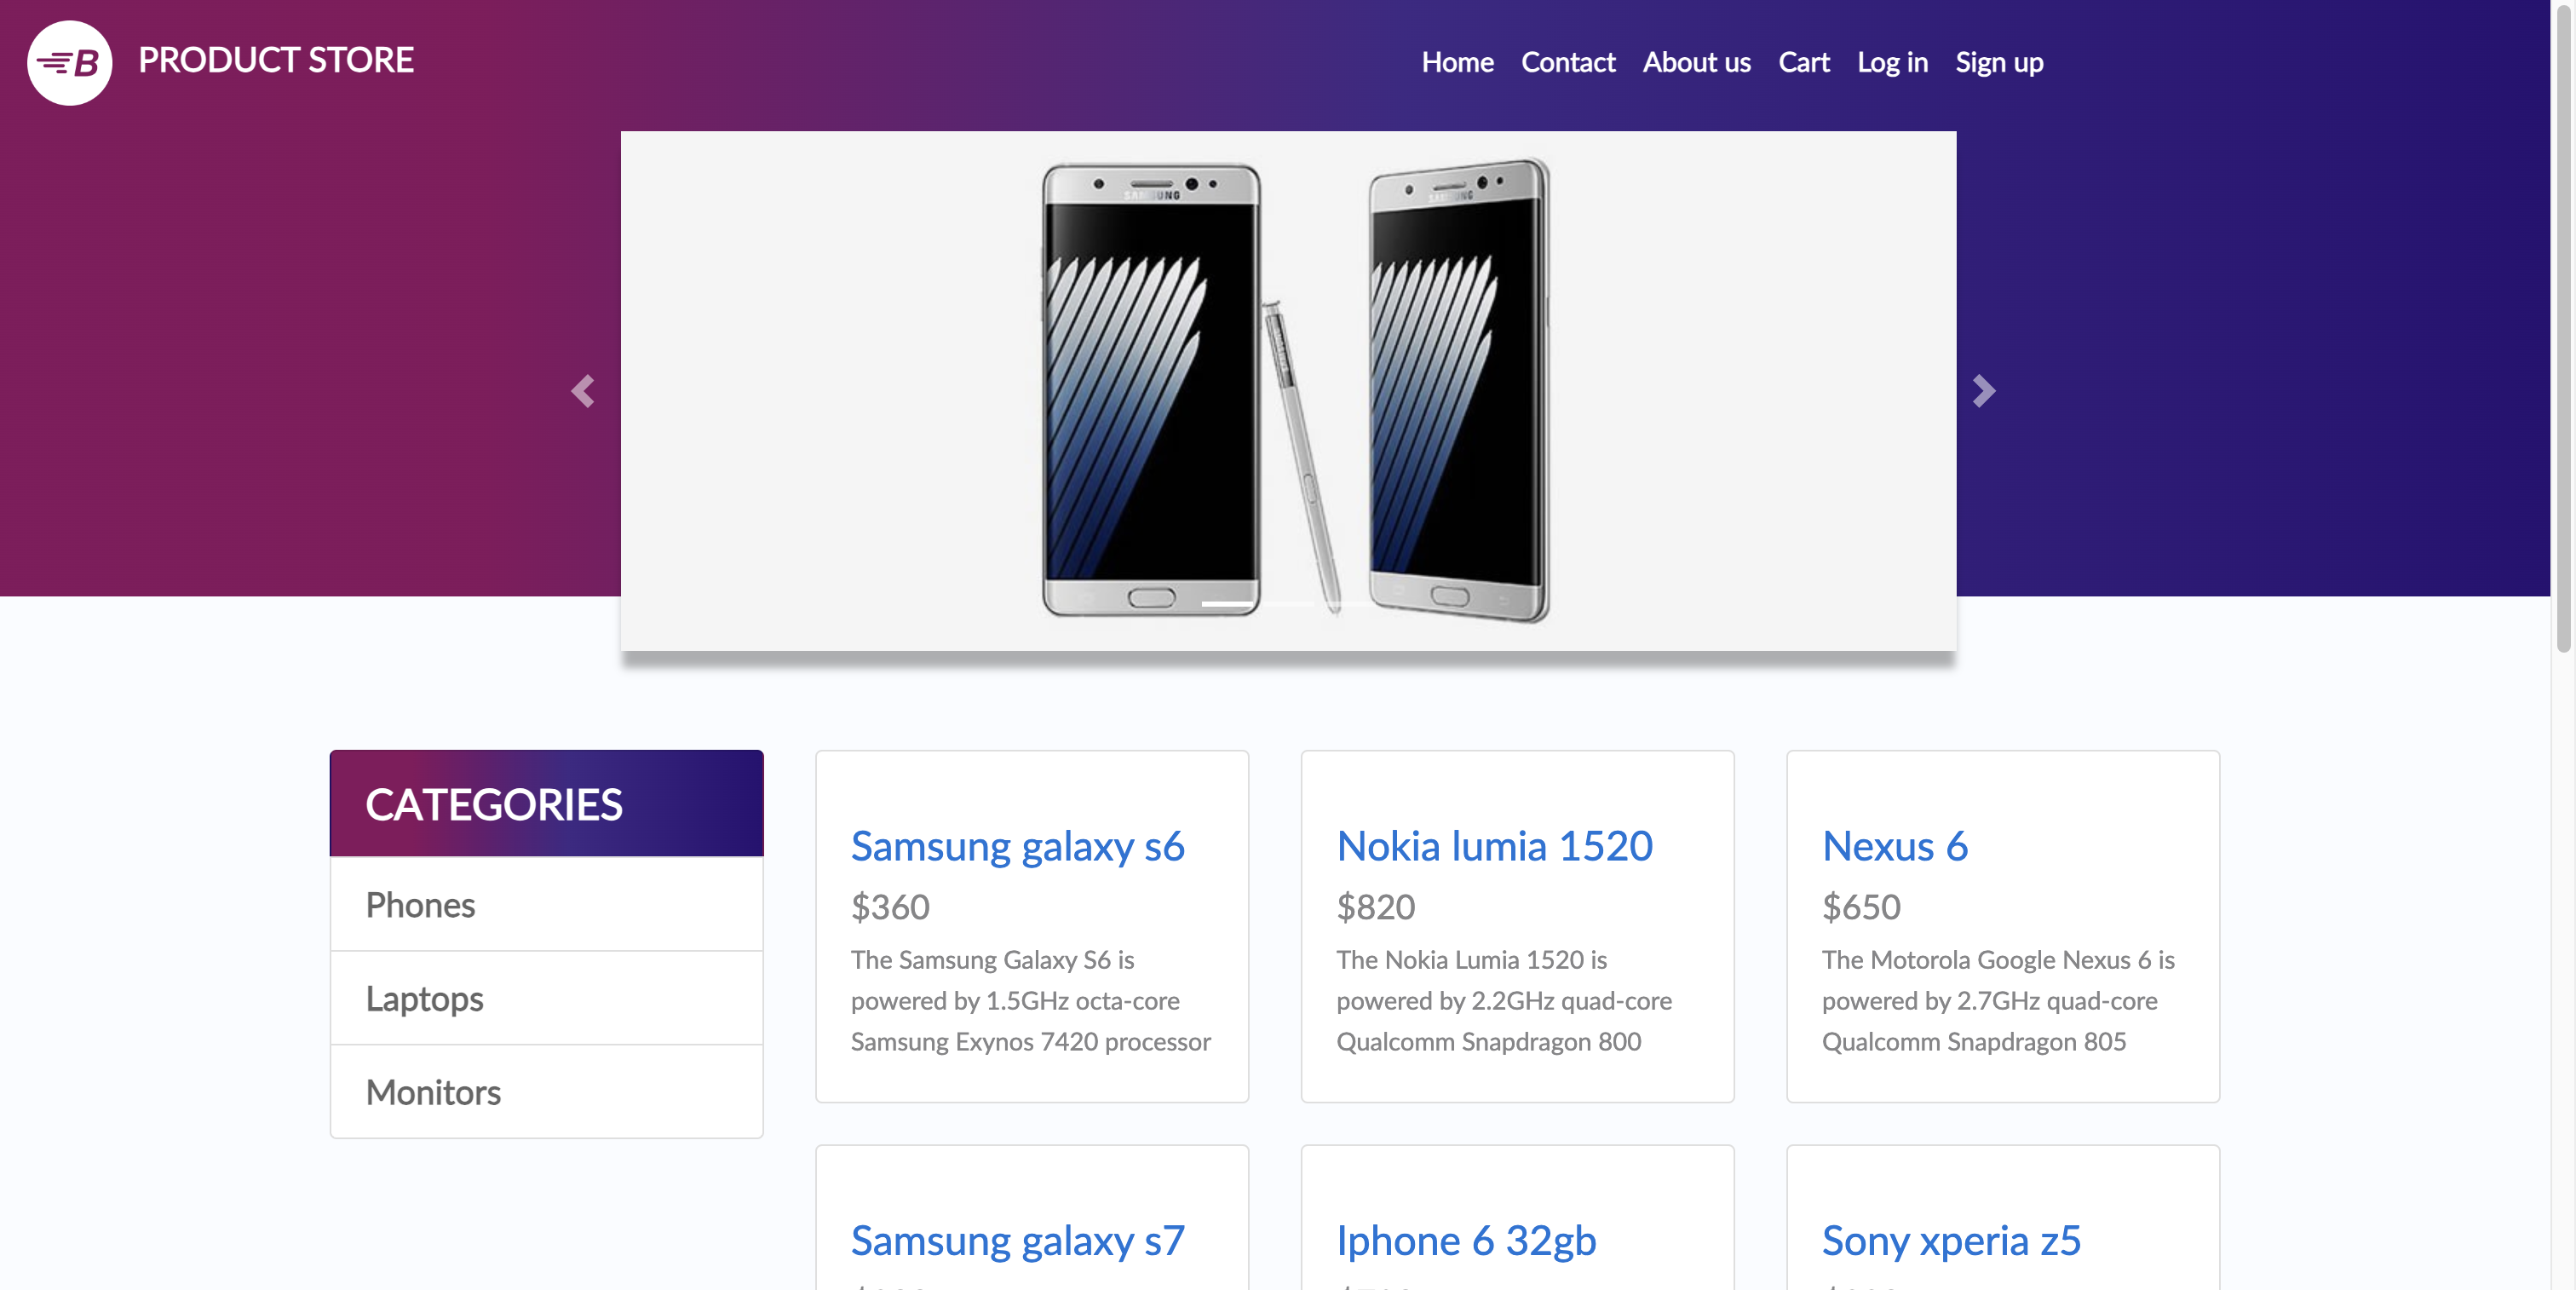 B PRODUCT STORE
Home Contact About us Cart Log in Sign up
SAMSUNG
SAMSUNG
CATEGORIES
Phones
Laptops
Monitors
Samsung galaxy s6
$360
The Samsung Galaxy S6 is
powered by 1.5GHz octa-core
Samsung Exynos 7420 processor
Nokia lumia 1520
$820
The Nokia Lumia 1520 is
powered by 2.2GHz quad-core
Qualcomm Snapdragon 800
Nexus 6
$650
The Motorola Google Nexus 6 is
powered by 2.7GHz quad-core
Qualcomm Snapdragon 805
Samsung galaxy s7
Iphone 6 32gb
Sony xperia z5